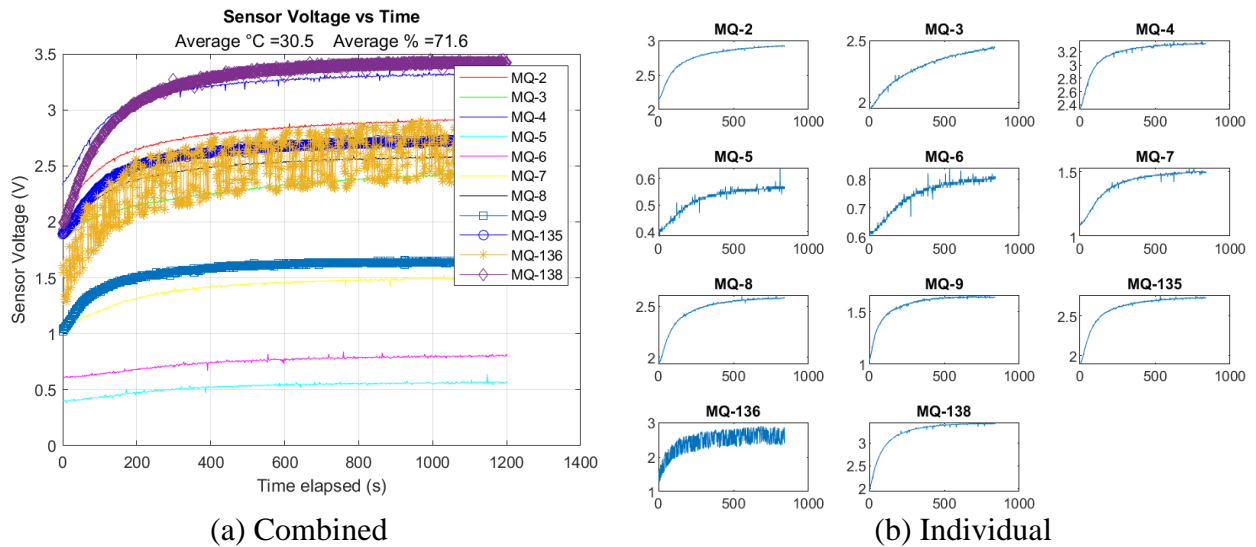 Sensor Voltage vs Time
Average °C =30.5 Average % =71.6
Sensor Voltage (V)
3.5
3
2.5
2
1.5
1
0.5
0
0 200 400 600 800 1000 1200 1400
Time elapsed (s)
MQ-2
MQ-3
MQ-4
MQ-5
MQ-6
MQ-7
MQ-8
MQ-9
MQ-135
MQ-136
MQ-138
(a) Combined
MQ-2
3
2.5
2
0 500 1000
MQ-3
2.5
2
0 500 1000
MQ-4
3.2
3
2.8
2.6
2.4
0 500 1000
MQ-5
0.6
0.5
0.4
0 500 1000
MQ-6
0.8
0.7
0.6
0 500 1000
MQ-7
1.5
1
0 500 1000
MQ-8
2.5
2
0 500 1000
MQ-9
1.5
1
0 500 1000
MQ-135
2.5
2
0 500 1000
MQ-136
3
2
1
0 500 1000
MQ-138
3
2.5
2
0 500 1000
(b) Individual